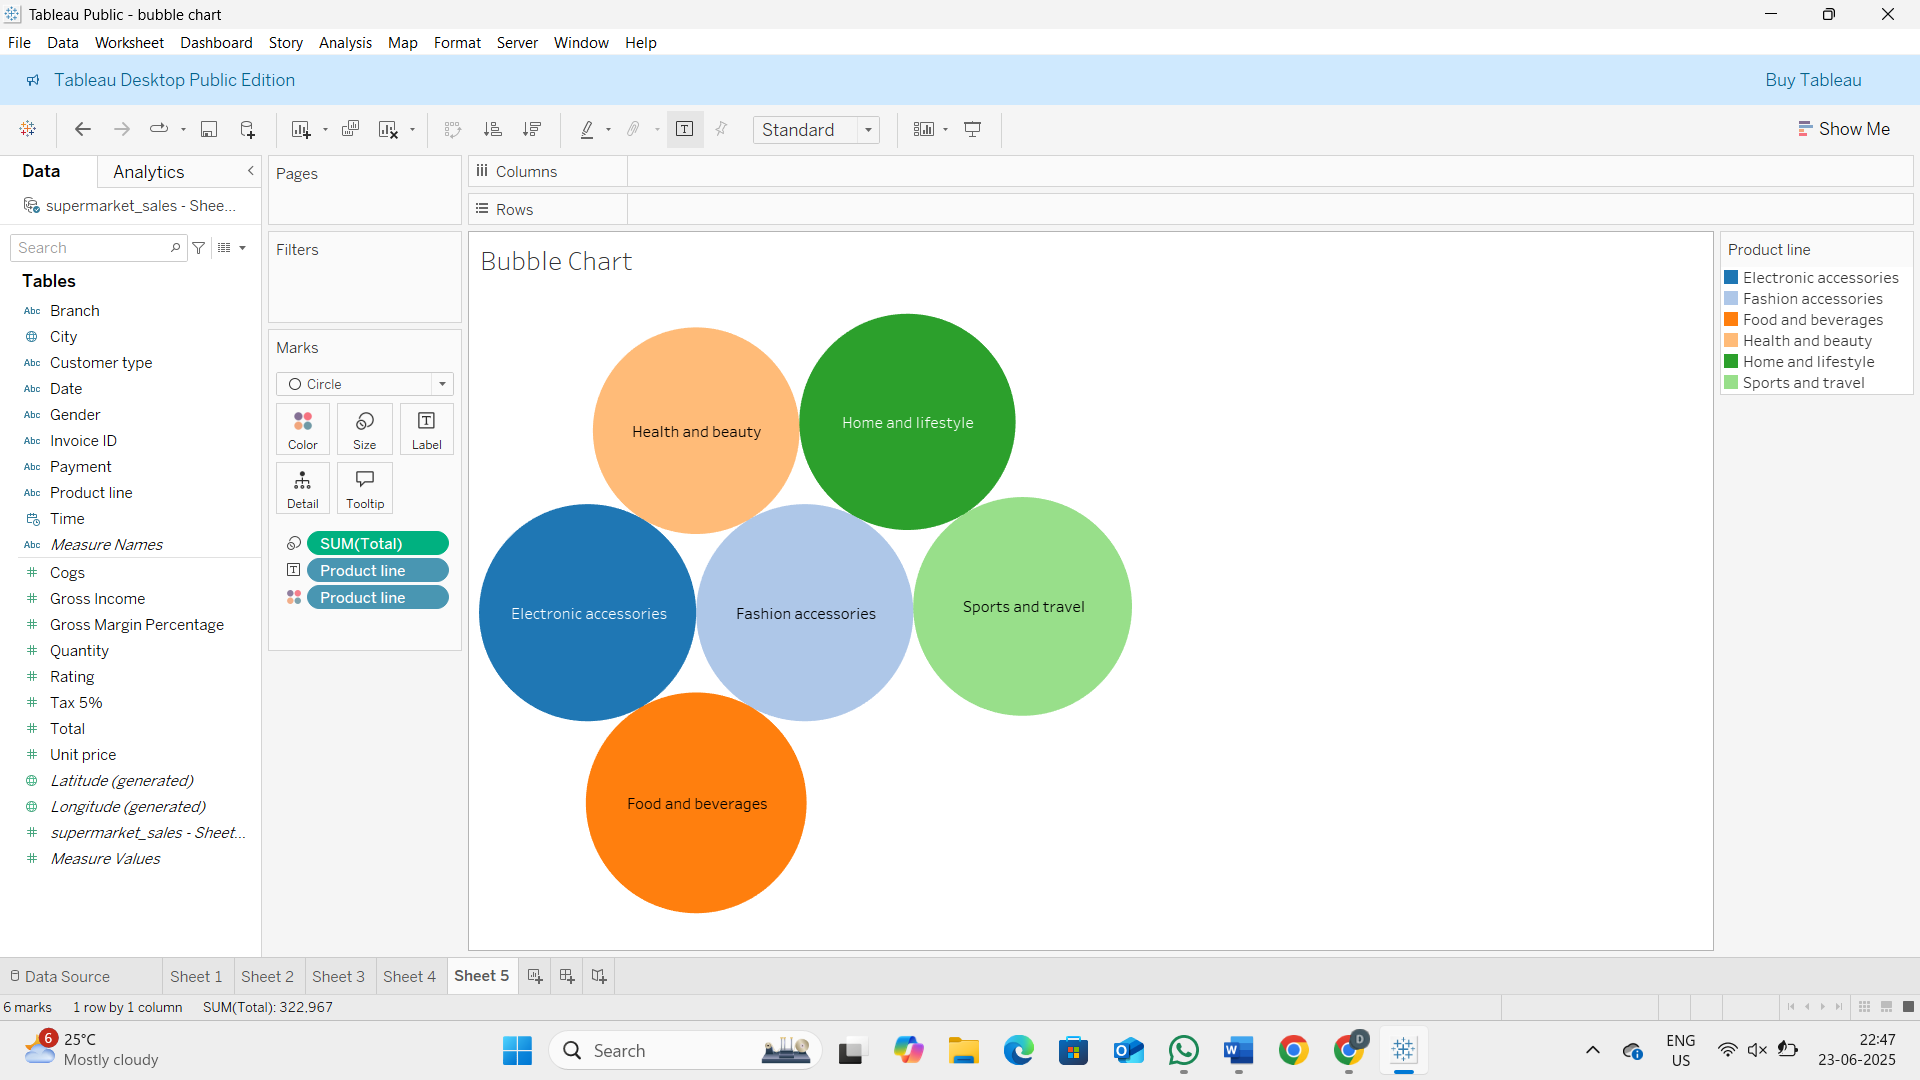 Tableau Public - bubble chart
File Data Worksheet Dashboard Story Analysis Map Format Server Window Help
Tableau Desktop Public Edition
Buy Tableau
Standard
Show Me
Data Analytics
supermarket_sales - Shee...
Search
Tables
Abc Branch
City
Abc Customer type
Abc Date
Abc Gender
Abc Invoice ID
Abc Payment
Abc Product line
Time
Abc Measure Names
Cogs
Gross Income
Gross Margin Percentage
Quantity
Rating
Tax 5%
Total
Unit price
Latitude (generated)
Longitude (generated)
supermarket_sales - Sheet...
Measure Values
Pages
Filters
Marks
Circle
Color Size Label
Detail Tooltip
SUM(Total)
T Product line
Product line
Columns
Rows
Bubble Chart
Health and beauty
Home and lifestyle
Electronic accessories
Fashion accessories
Sports and travel
Food and beverages
Product line
Electronic accessories
Fashion accessories
Food and beverages
Health and beauty
Home and lifestyle
Sports and travel
Data Source Sheet 1 Sheet 2 Sheet 3 Sheet 4 Sheet 5
6 marks 1 row by 1 column SUM(Total): 322,967
6
25°C
Mostly cloudy
Search
D
ENG
US
22:47
23-06-2025